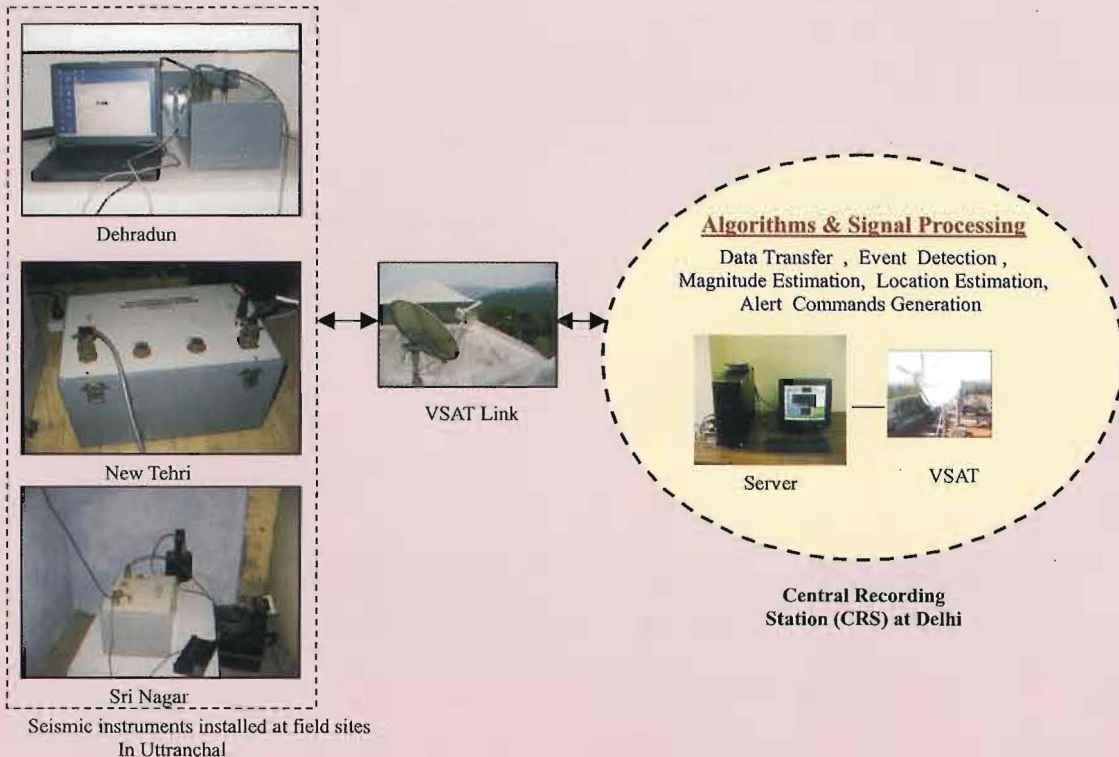 Dehradun
New Tehri
Sri Nagar
Seismic instruments installed at field sites
In Uttranchal
VSAT Link
Algorithms & Signal Processing
Data Transfer , Event Detection ,
Magnitude Estimation, Location Estimation,
Alert Commands Generation
Server
VSAT
Central Recording
Station (CRS) at Delhi